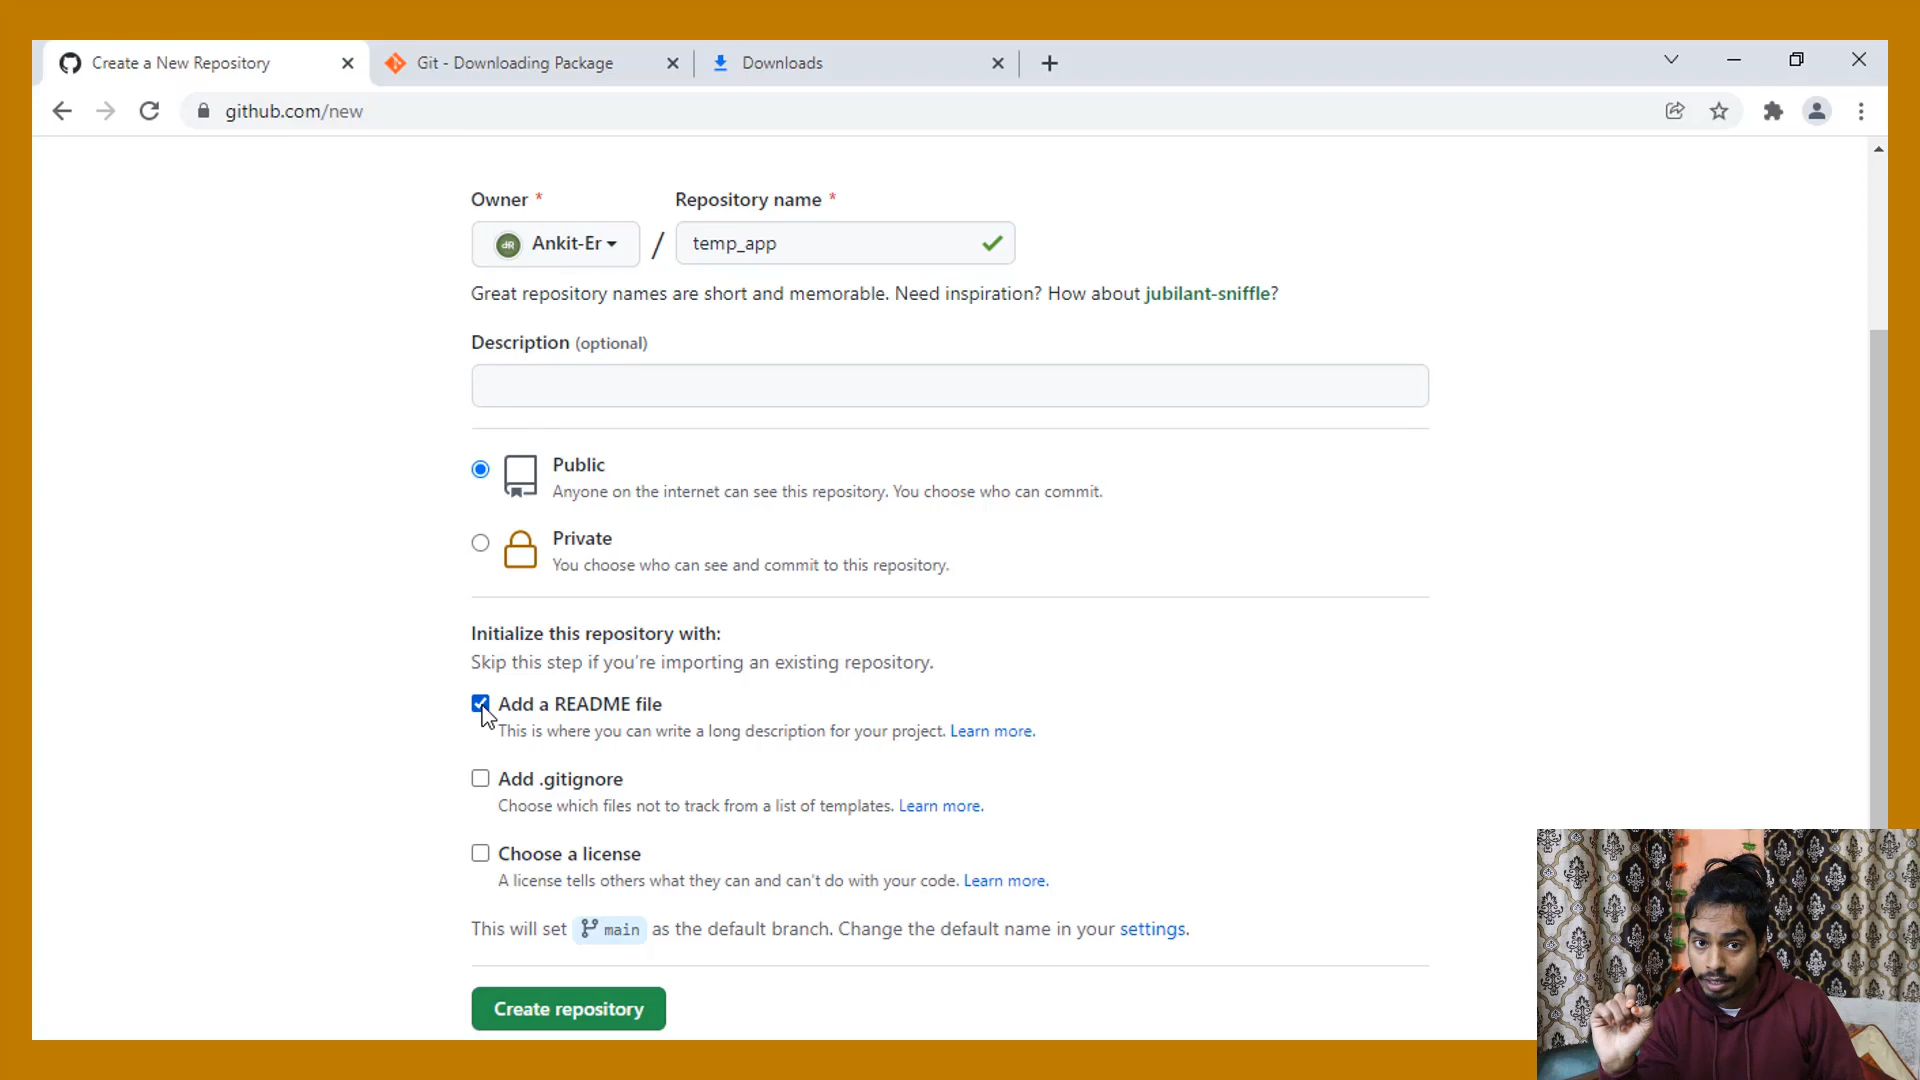 Create a New Repository
Git - Downloading Package
Downloads
github.com/new
Owner *
Repository name *
dR
Ankit-Er
/
temp_app
Great repository names are short and memorable. Need inspiration? How about jubilant-sniffle?
Description (optional)
Public
Anyone on the internet can see this repository. You choose who can commit.
Private
You choose who can see and commit to this repository.
Initialize this repository with:
Skip this step if you're importing an existing repository.
Add a README file
This is where you can write a long description for your project. Learn more.
Add .gitignore
Choose which files not to track from a list of templates. Learn more.
Choose a license
A license tells others what they can and can't do with your code. Learn more.
This will set main as the default branch. Change the default name in your settings.
Create repository